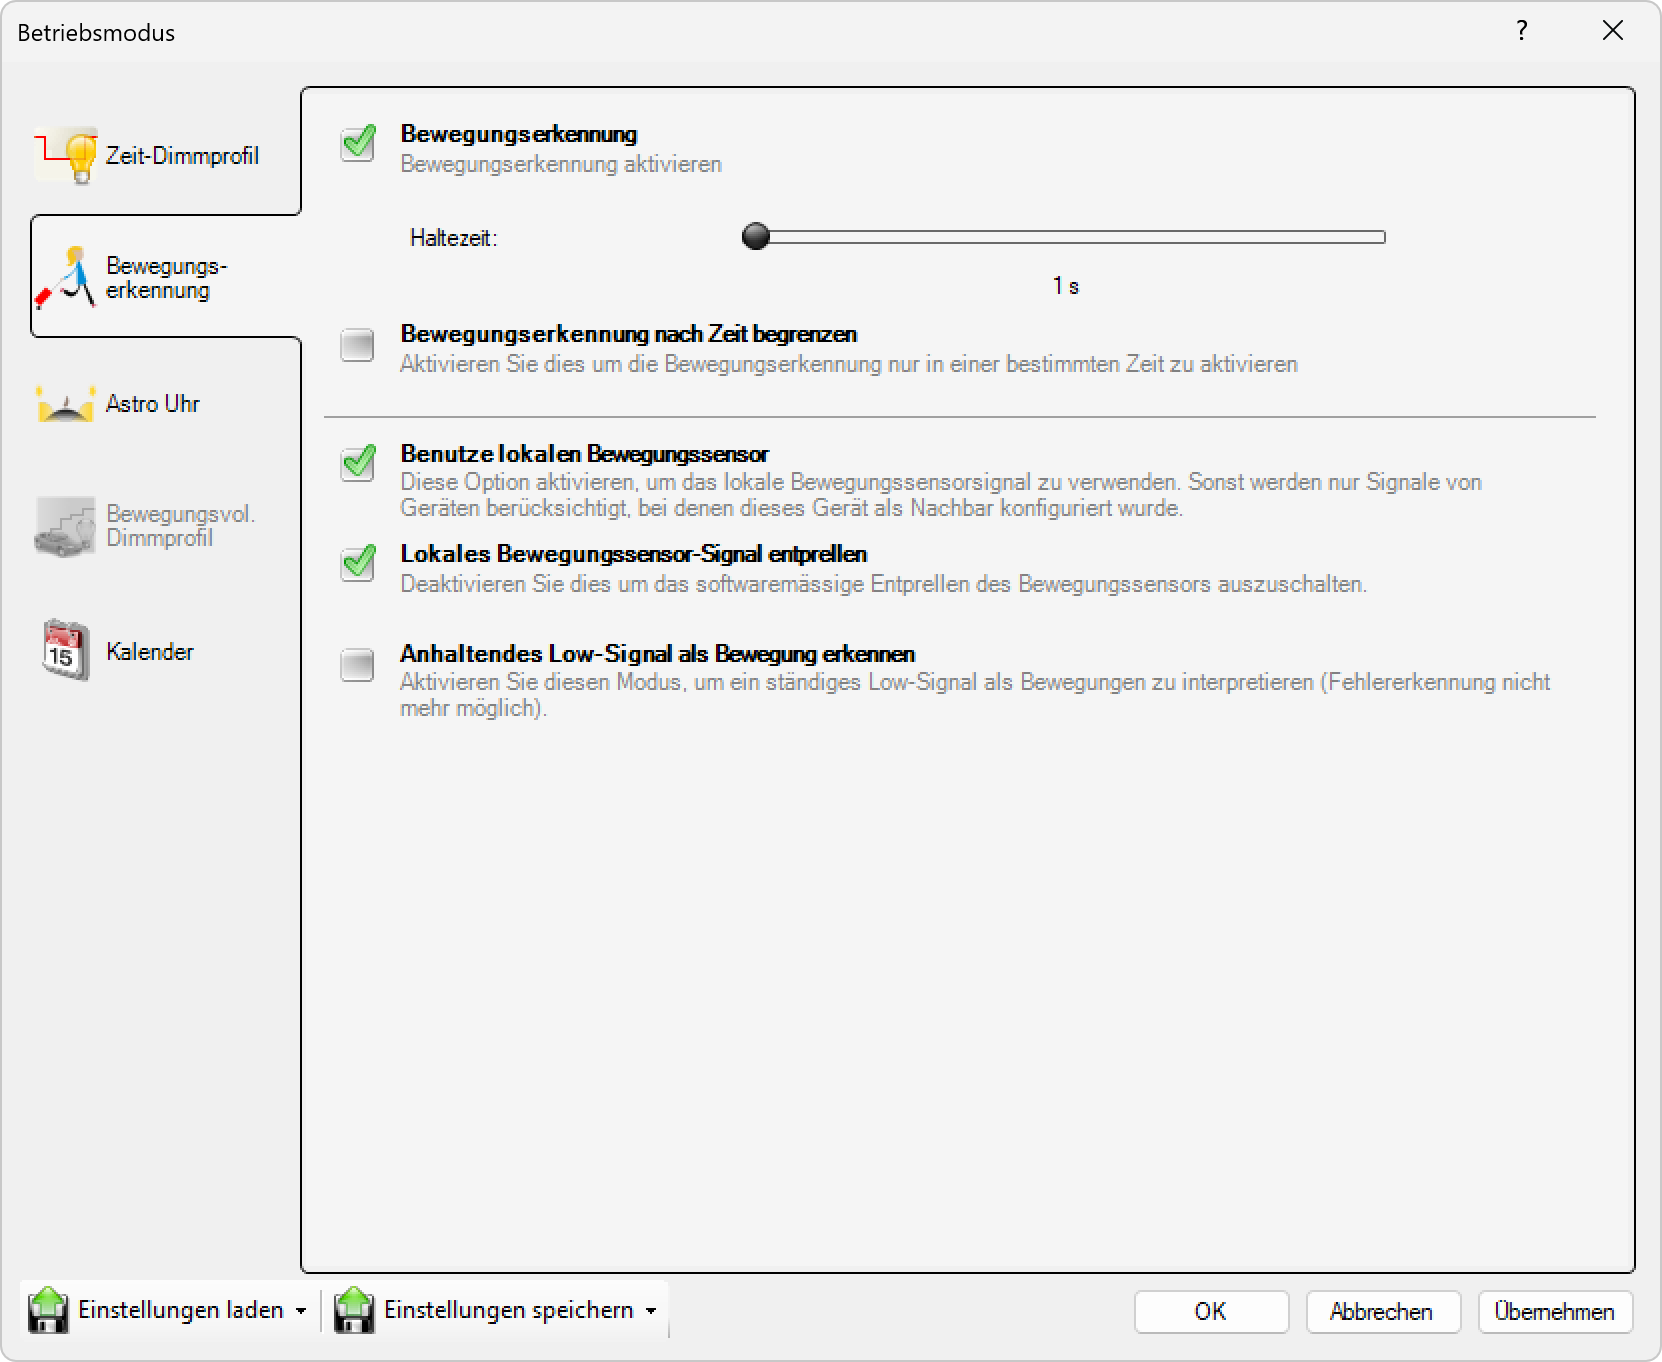 Betriebsmodus
?
Zeit-Dimmprofil
Bewegungs-
erkennung
Astro Uhr
Bewegungsvol.
Dimmprofil
15
Kalender
Bewegungserkennung
Bewegungserkennung aktivieren
Haltezeit:
1 s
Bewegungserkennung nach Zeit begrenzen
Aktivieren Sie dies um die Bewegungserkennung nur in einer bestimmten Zeit zu aktivieren
Benutze lokalen Bewegungssensor
Diese Option aktivieren, um das lokale Bewegungssensorsignal zu verwenden. Sonst werden nur Signale von
Geräten berücksichtigt, bei denen dieses Gerät als Nachbar konfiguriert wurde.
Lokales Bewegungssensor-Signal entprellen
Deaktivieren Sie dies um das softwaremässige Entprellen des Bewegungssensors auszuschalten.
Anhaltendes Low-Signal als Bewegung erkennen
Aktivieren Sie diesen Modus, um ein ständiges Low-Signal als Bewegungen zu interpretieren (Fehlererkennung nicht
mehr möglich).
Einstellungen laden
Einstellungen speichern
OK
Abbrechen
Übernehmen